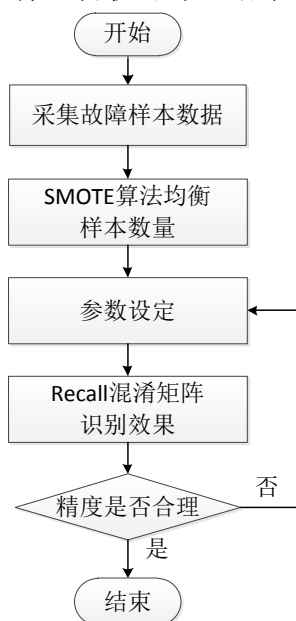 开始
采集故障样本数据
SMOTE算法均衡
样本数量
参数设定
Recall混淆矩阵
识别效果
精度是否合理
否
是
结束